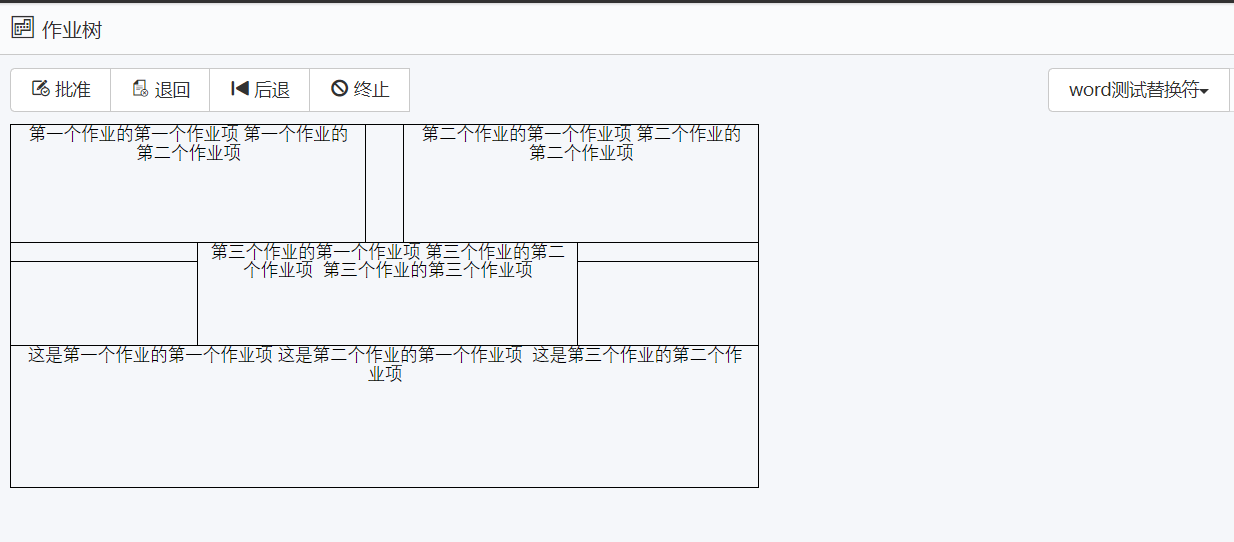 作业树
批准 退回 后退 终止 word测试替换符
第一个作业的第一个作业项 第一个作业的
第二个作业项
第二个作业的第一个作业项 第二个作业的
第二个作业项
第三个作业的第一个作业项 第三个作业的第二
个作业项 第三个作业的第三个作业项
这是第一个作业的第一个作业项 这是第二个作业的第一个作业项 这是第三个作业的第二个作
业项